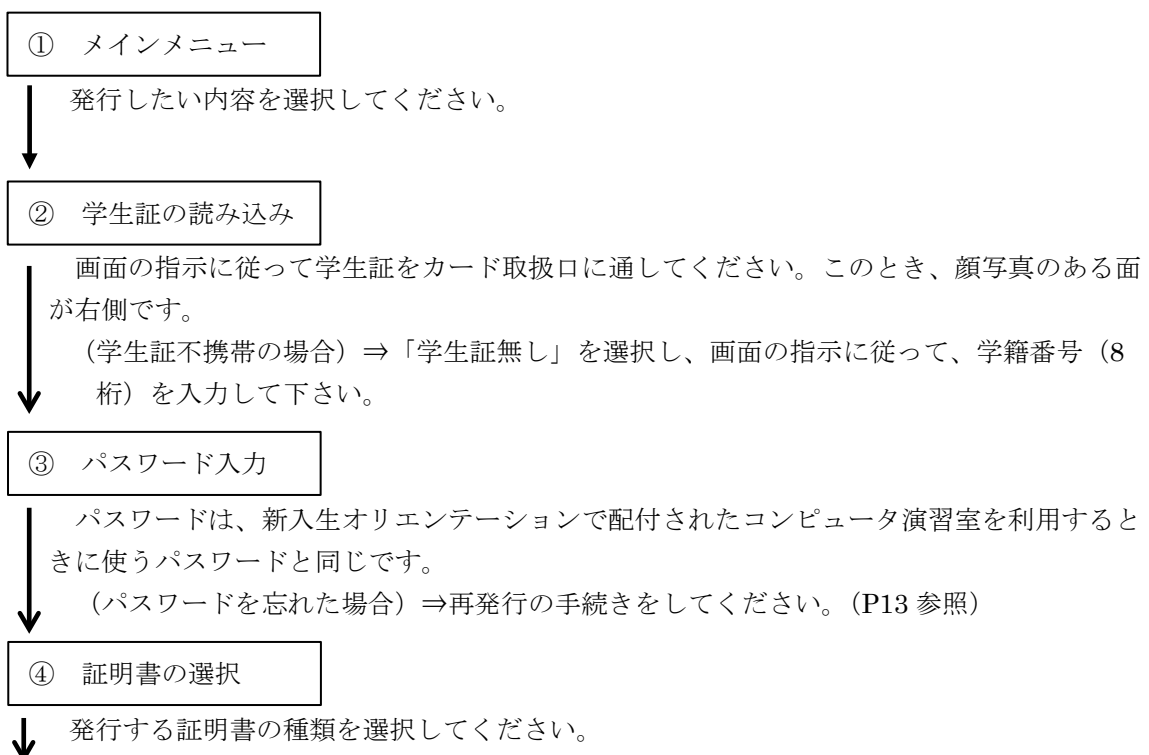 ① メインメニュー
発行したい内容を選択してください。
② 学生証の読み込み
画面の指示に従って学生証をカード取扱口に通してください。このとき、顔写真のある面
が右側です。
（学生証不携帯の場合）⇒「学生証無し」を選択し、画面の指示に従って、学籍番号（8
桁）を入力して下さい。
③ パスワード入力
パスワードは、新入生オリエンテーションで配付されたコンピュータ演習室を利用すると
きに使うパスワードと同じです。
（パスワードを忘れた場合）⇒再発行の手続きをしてください。（P13 参照）
④ 証明書の選択
発行する証明書の種類を選択してください。